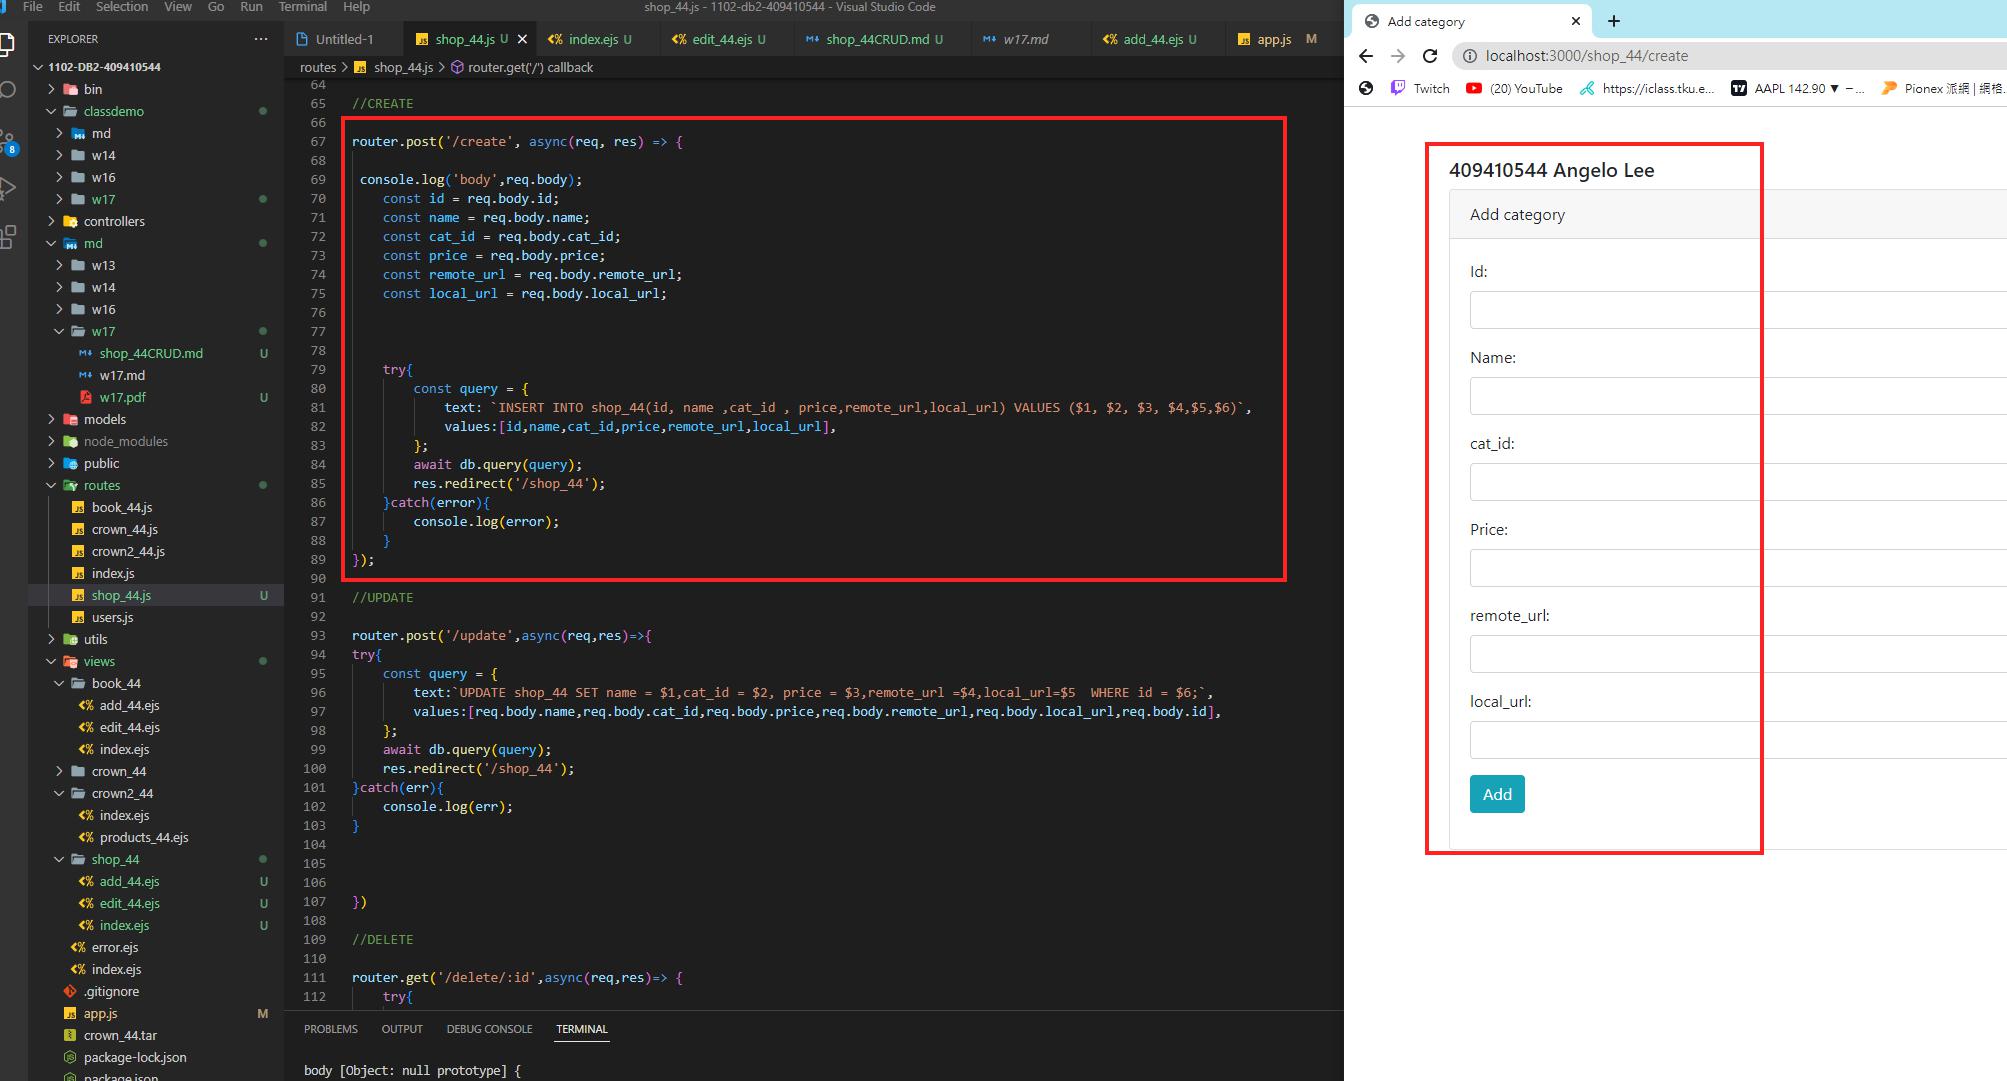 File Edit Selection View Go Run Terminal Help
shop_44.js - 1102-db2-409410544 - Visual Studio Code
EXPLORER
1102-DB2-409410544
bin
classdemo
md
w14
w16
w17
controllers
md
w13
w14
w16
w17
shop_44CRUD.md U
w17.md
w17.pdf U
models
node_modules
public
routes
book_44.js
crown_44.js
crown2_44.js
index.js
shop_44.js U
users.js
utils
views
book_44
add_44.ejs
edit_44.ejs
index.ejs
crown_44
crown2_44
index.ejs
products_44.ejs
shop_44
add_44.ejs U
edit_44.ejs U
index.ejs U
error.ejs
index.ejs
.gitignore
app.js M
crown_44.tar
package-lock.json
package.json
8
Untitled-1 shop_44.js U index.ejs U edit_44.ejs U shop_44CRUD.md U w17.md add_44.ejs U app.js M
routes > shop_44.js > router.get('/') callback
64
65 //CREATE
66
67 router.post('/create', async(req, res) => {
68
69 console.log('body',req.body);
70 const id = req.body.id;
71 const name = req.body.name;
72 const cat_id = req.body.cat_id;
73 const price = req.body.price;
74 const remote_url = req.body.remote_url;
75 const local_url = req.body.local_url;
76
77
78
79 try{
80 const query = {
81 text: `INSERT INTO shop_44(id, name ,cat_id , price,remote_url,local_url) VALUES ($1, $2, $3, $4,$5,$6)`,
82 values:[id,name,cat_id,price,remote_url,local_url],
83 };
84 await db.query(query);
85 res.redirect('/shop_44');
86 }catch(error){
87 console.log(error);
88 }
89 });
90
91 //UPDATE
92
93 router.post('/update',async(req,res)=>{
94 try{
95 const query = {
96 text:`UPDATE shop_44 SET name = $1,cat_id = $2, price = $3,remote_url =$4,local_url=$5  WHERE id = $6;`,
97 values:[req.body.name,req.body.cat_id,req.body.price,req.body.remote_url,req.body.local_url,req.body.id],
98 };
99 await db.query(query);
100 res.redirect('/shop_44');
101 }catch(err){
102 console.log(err);
103 }
104
105
106
107 })
108
109 //DELETE
110
111 router.get('/delete/:id',async(req,res)=> {
112 try{
PROBLEMS OUTPUT DEBUG CONSOLE TERMINAL
body [Object: null prototype] {
Add category
localhost:3000/shop_44/create
Twitch (20) YouTube https://iclass.tku.e... AAPL 142.90 ▼ −... Pionex 派網 | 網格.
409410544 Angelo Lee
Add category
Id:
Name:
cat_id:
Price:
remote_url:
local_url:
Add